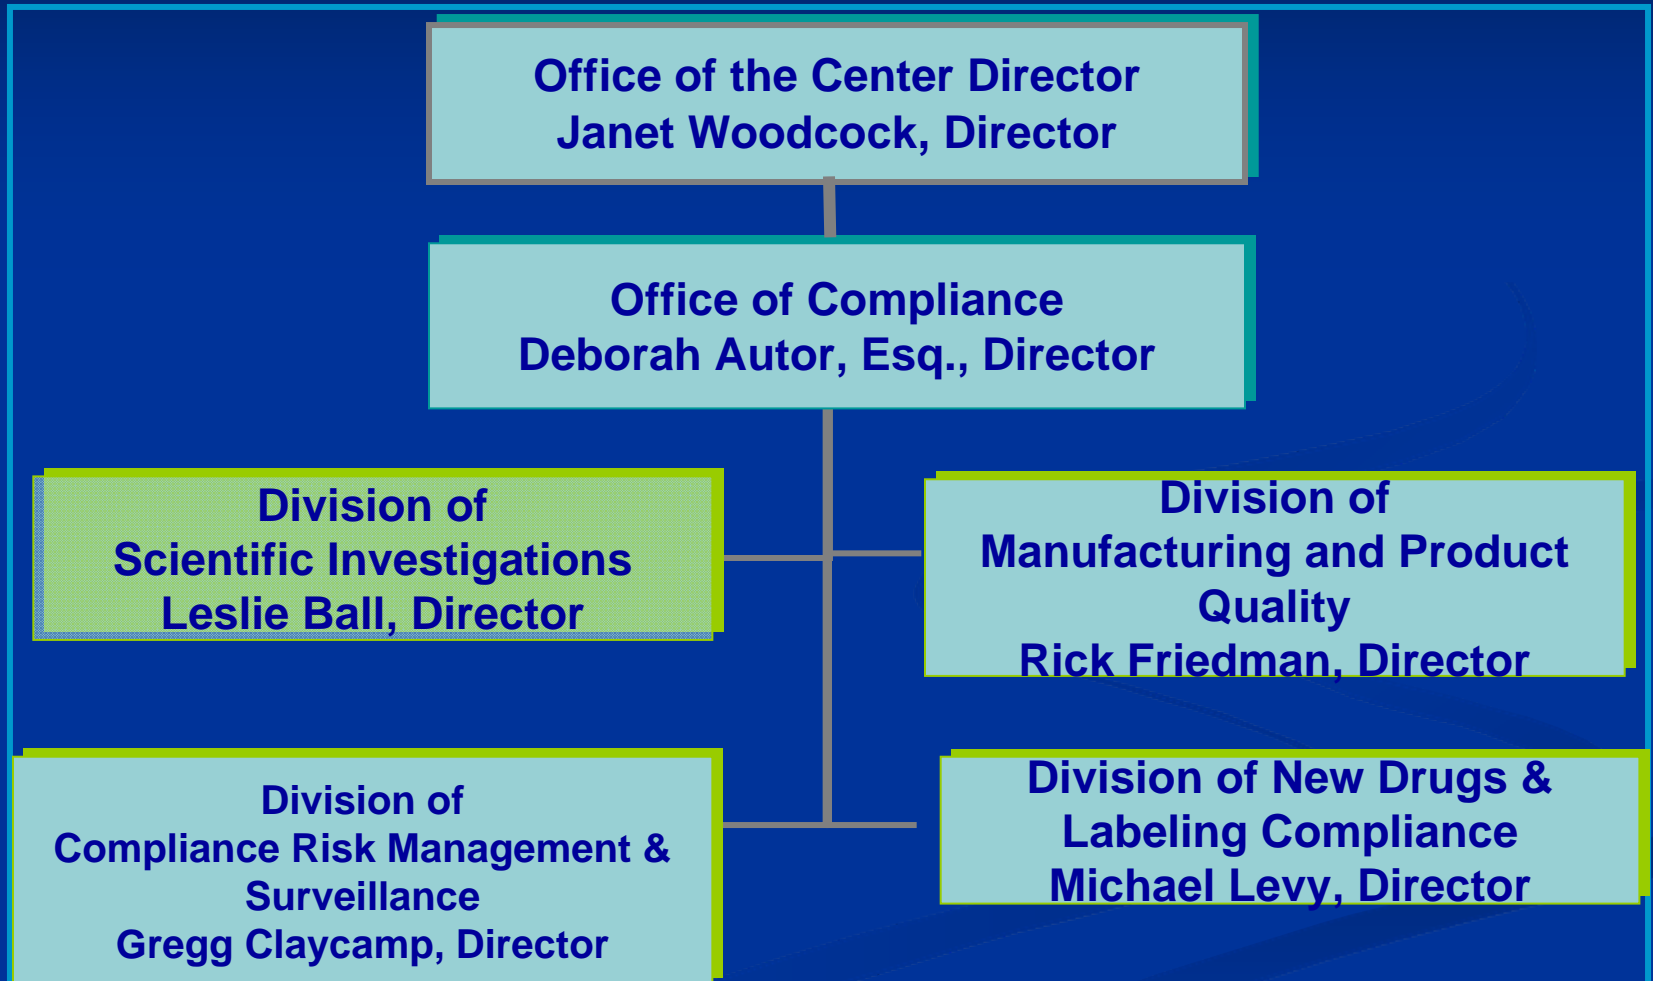 Office of the Center Director
Janet Woodcock, Director
Office of Compliance
Deborah Autor, Esq., Director
Division of
Scientific Investigations
Leslie Ball, Director
Division of
Manufacturing and Product
Quality
Rick Friedman, Director
Division of
Compliance Risk Management &
Surveillance
Gregg Claycamp, Director
Division of New Drugs &
Labeling Compliance
Michael Levy, Director